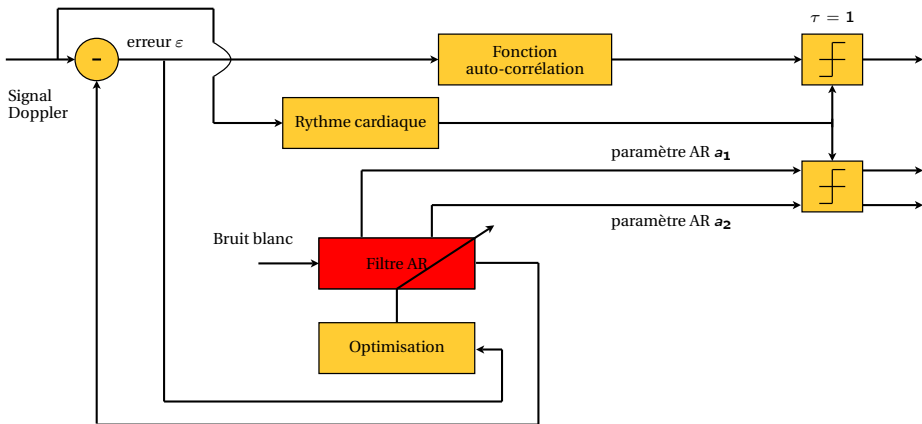 τ = 1
erreur ε
-
Fonction
auto-corrélation
Signal
Doppler
Rythme cardiaque
paramètre AR a₁
paramètre AR a₂
Bruit blanc
Filtre AR
Optimisation